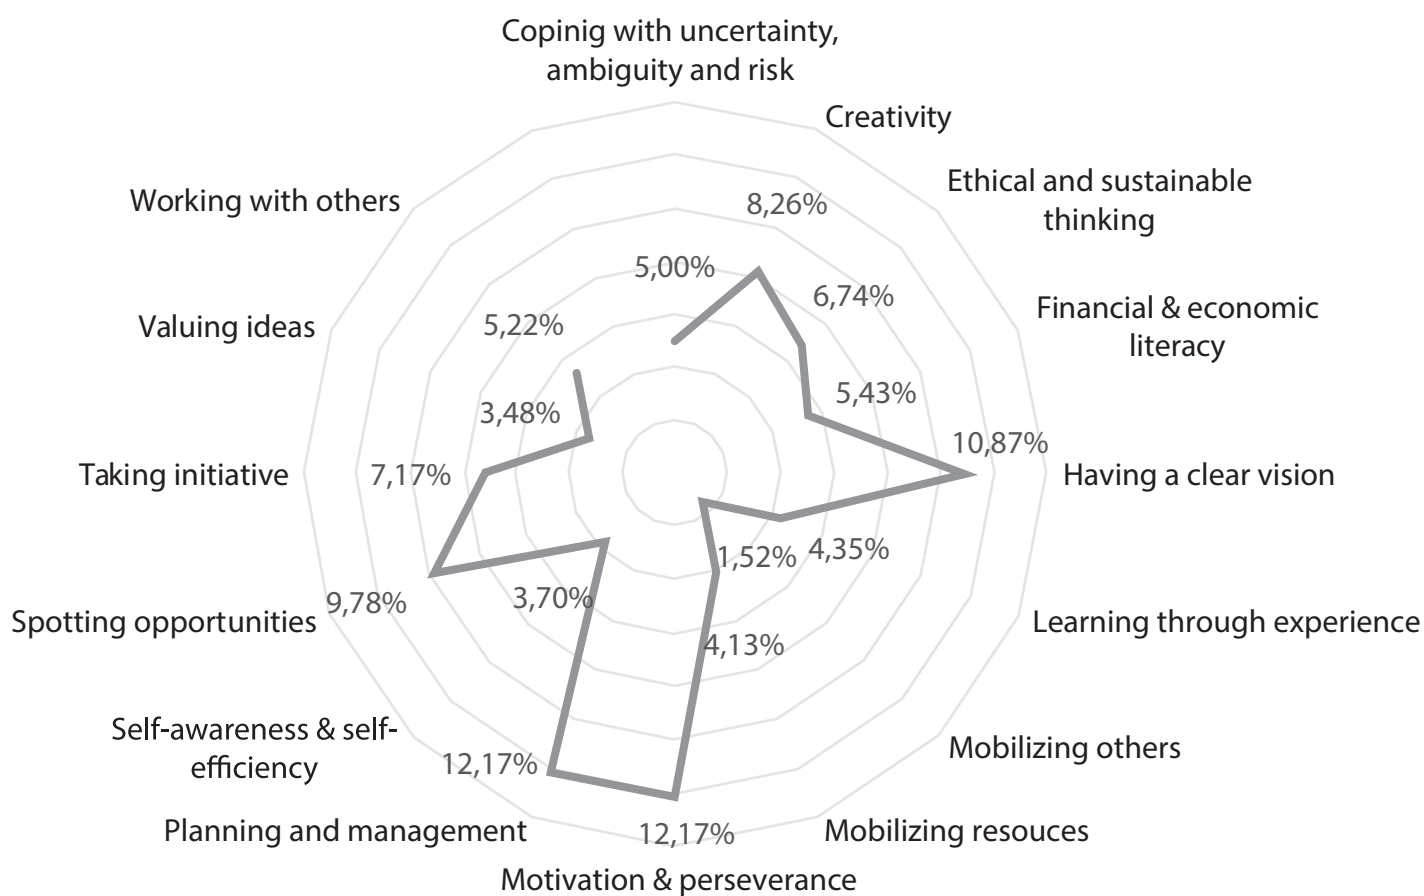 Copinig with uncertainty,
ambiguity and risk
Creativity
Ethical and sustainable
thinking
Working with others
8,26%
5,00%
6,74%
Financial & economic
literacy
Valuing ideas
5,22%
5,43%
3,48%
10,87%
Having a clear vision
Taking initiative
7,17%
1,52%
4,35%
9,78%
3,70%
Spotting opportunities
Learning through experience
4,13%
Self-awareness & self-
efficiency
12,17%
Mobilizing others
Planning and management
12,17%
Mobilizing resouces
Motivation & perseverance